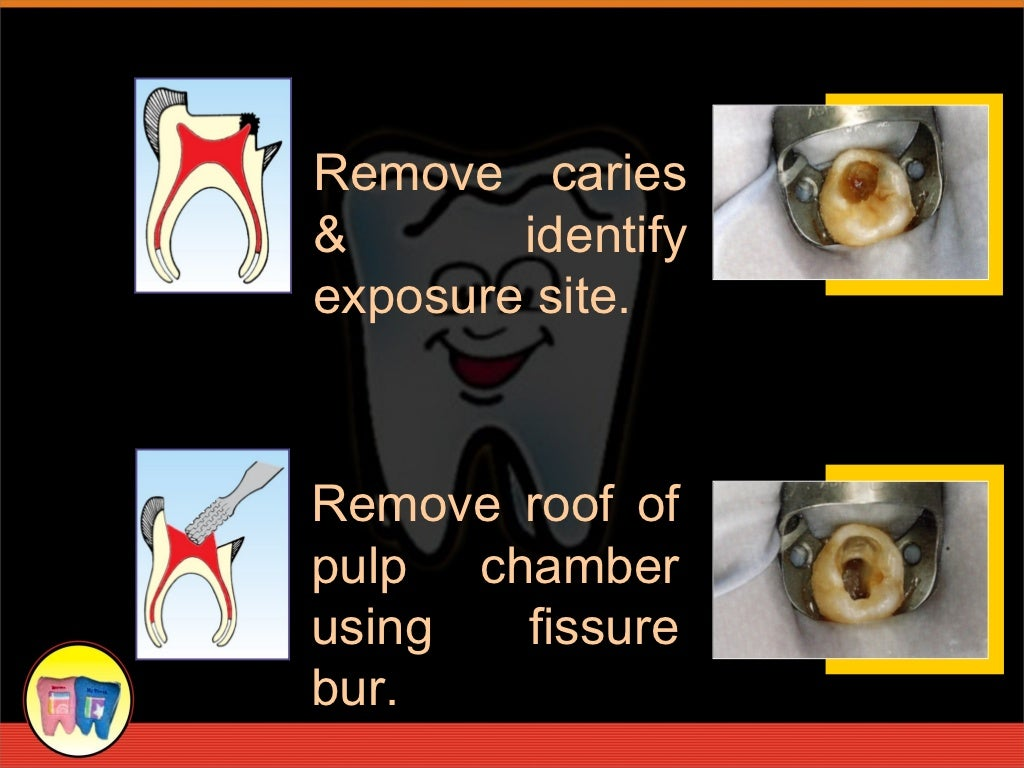 Remove caries
& identify
exposure site.
Remove roof of
pulp chamber
using fissure
bur.